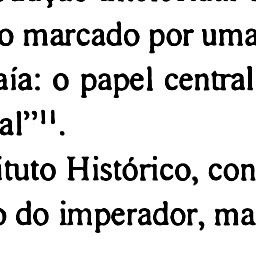 o marcado por uma
aía: o papel central
al”¹¹.
ituto Histórico, con
o do imperador, ma